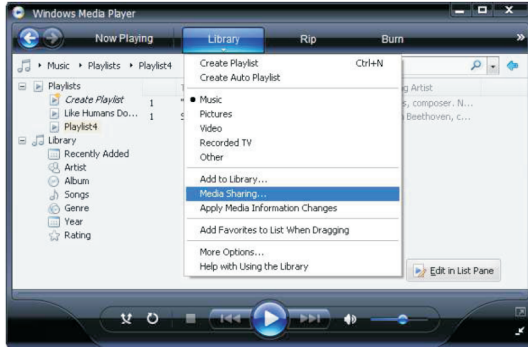 Windows Media Player
Now Playing
Library
Rip
Burn
»
Music ▸ Playlists ▸ Playlist4
Create Playlist Ctrl+N
Create Auto Playlist
Music
Pictures
Video
Recorded TV
Other
Add to Library...
Media Sharing...
Apply Media Information Changes
Add Favorites to List When Dragging
More Options...
Help with Using the Library
Playlists
Create Playlist 1
Like Humans Do... 1
Playlist4
Library
Recently Added
Artist
Album
Songs
Genre
Year
Rating
Artist
, composer. N...
Beethoven, c...
Edit in List Pane